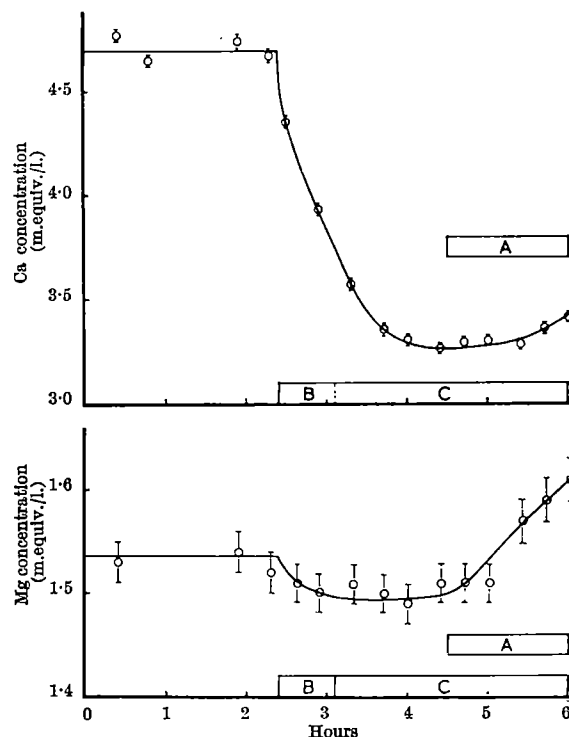 Ca concentration
(m.equiv./l.)
4·5
4·0
3·5
3·0
A
B
C
Mg concentration
(m.equiv./l.)
1·6
1·5
1·4
A
B
C
0
1
2
3
4
5
6
Hours